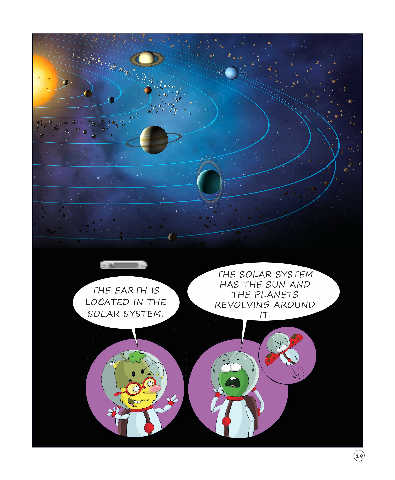 THE EARTH IS
LOCATED IN THE
SOLAR SYSTEM.
THE SOLAR SYSTEM
HAS THE SUN AND
THE PLANETS
REVOLVING AROUND
IT.